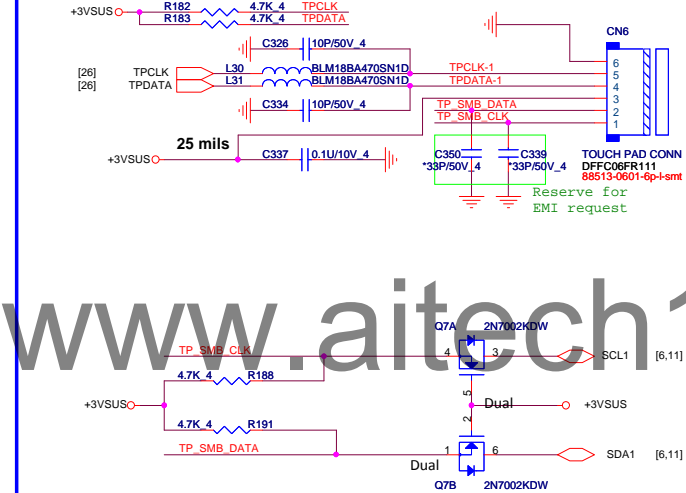 +3VSUS R182 4.7K_4 TPCLK
R183 4.7K_4 TPDATA
C326 10P/50V_4
CN6
[26] TPCLK L30 BLM18BA470SN1D TPCLK-1
[26] TPDATA L31 BLM18BA470SN1D TPDATA-1
6
5
4
3
2
1
C334 10P/50V_4
TP_SMB_DATA
TP_SMB_CLK
25 mils
+3VSUS C337 0.1U/10V_4
C350 *33P/50V_4
C339 *33P/50V_4
TOUCH PAD CONN
DFFC06FR111
88513-0601-6p-l-smt
Reserve for
EMI request
www.aitech1
Q7A 2N7002KDW
TP_SMB_CLK 4 3 SCL1 [6,11]
4.7K_4 R188
5
Dual
+3VSUS +3VSUS
2
4.7K_4 R191
TP_SMB_DATA 1 6 SDA1 [6,11]
Dual
Q7B 2N7002KDW